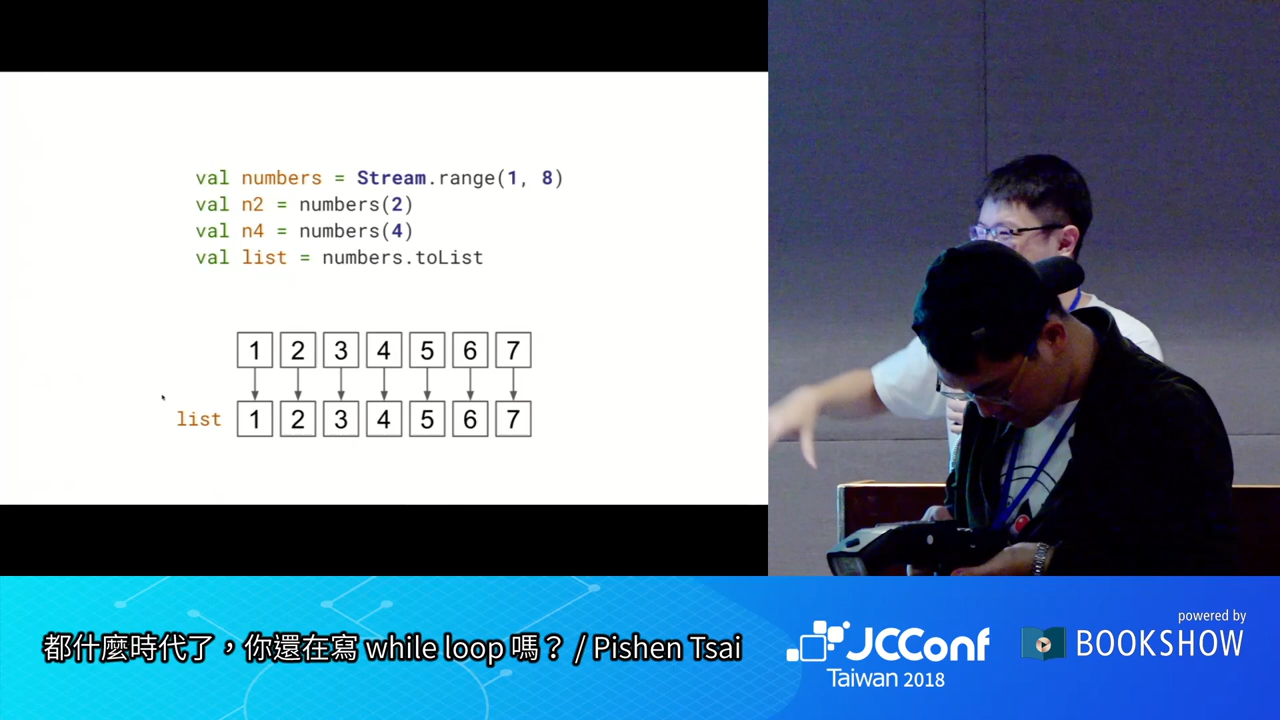 val numbers = Stream.range(1, 8)
val n2 = numbers(2)
val n4 = numbers(4)
val list = numbers.toList
1 2 3 4 5 6 7
list 1 2 3 4 5 6 7
都什麼時代了，你還在寫 while loop 嗎？ / Pishen Tsai
JCConf
Taiwan 2018
powered by
BOOKSHOW